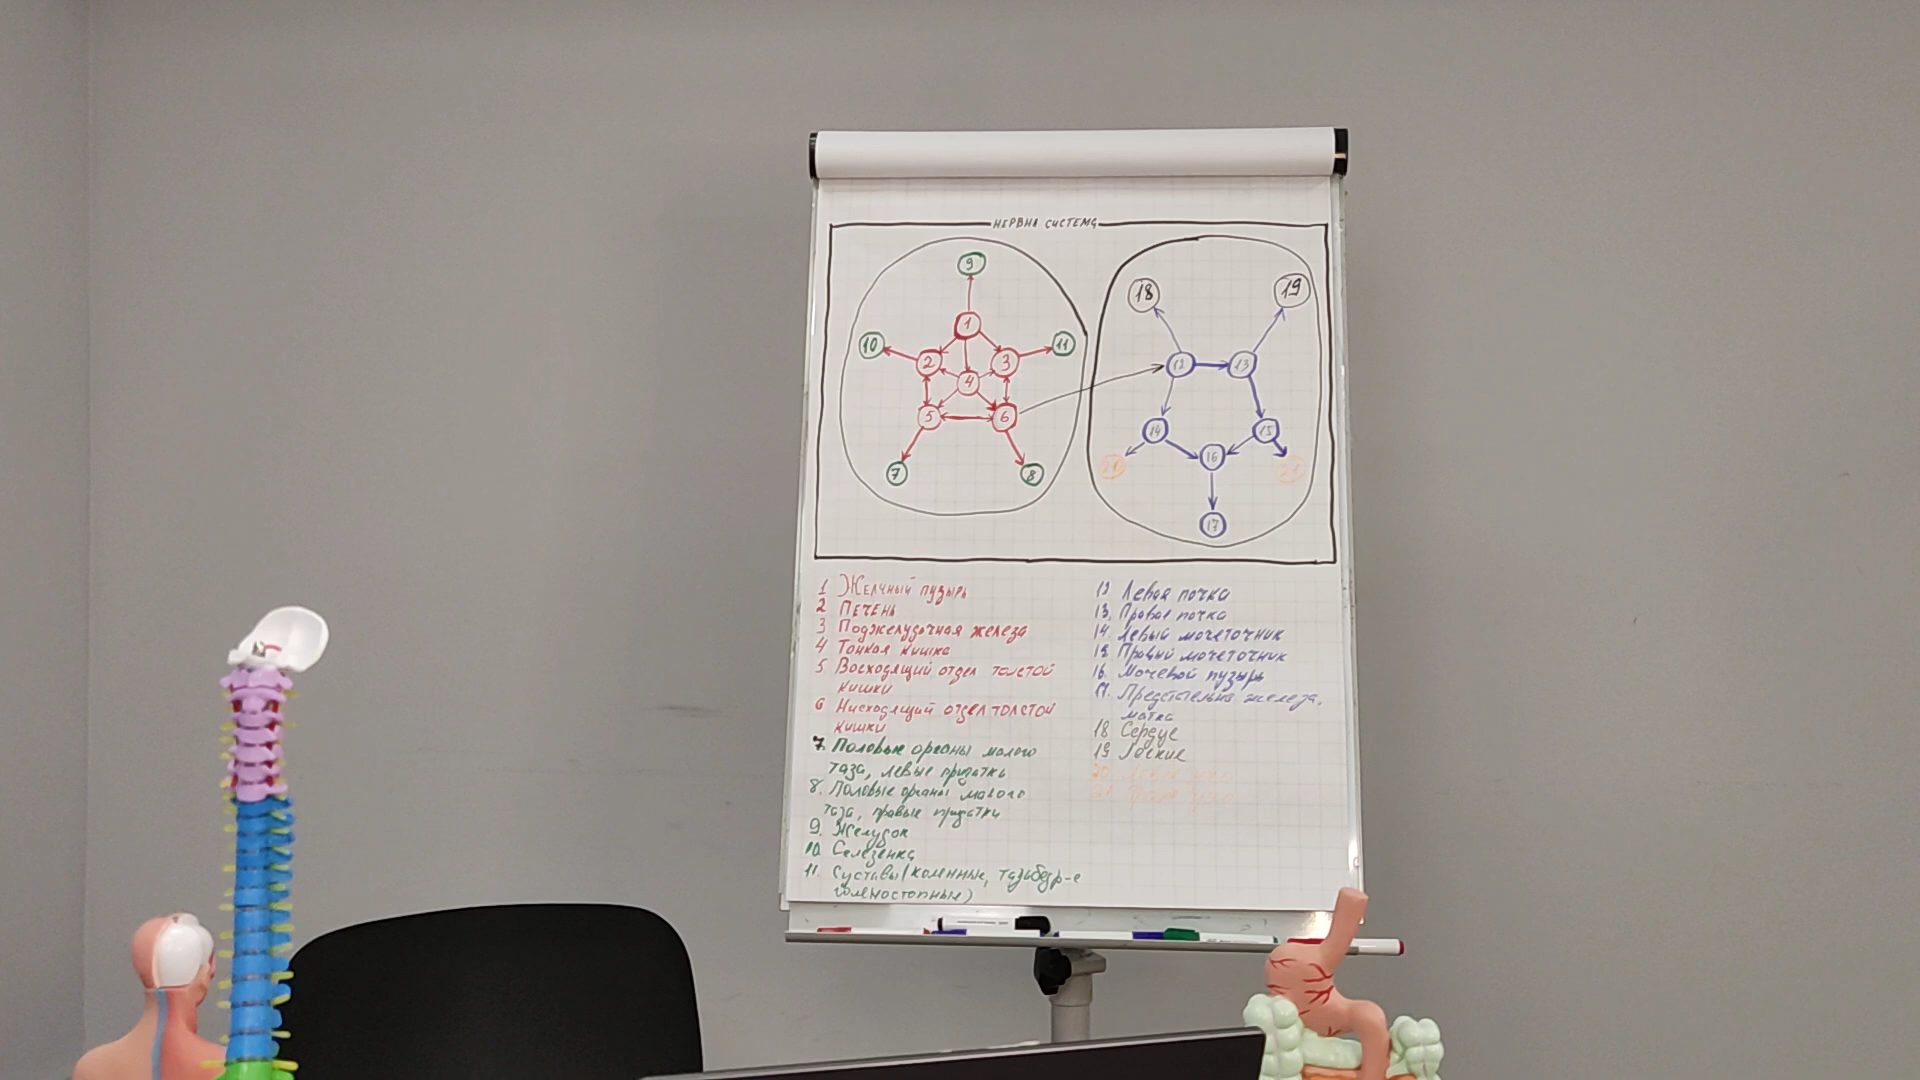 НЕРВНА СИСТЕМА
9
18
19
1
10
11
2
3
12
13
4
5
6
14
15
16
7
8
17
1 Желчный пузырь
2 Печень
3 Поджелудочная железа
4 Тонкая кишка
5 Восходящий отдел толстой
кишки
6 Нисходящий отдел толстой
кишки
7. Половые органы малого
таза, левые придатки
8. Половые органы малого
таза, правые придатки
9. Желудок
10. Селезенка
11. Суставы (коленные, тазобедр-е
голеностопные)
12 Левая почка
13. Правая почка
14. Левый мочеточник
15 Правый мочеточник
16. Мочевой пузырь
17. железа,
матка
18 Сердце
19 Легкие
20
21